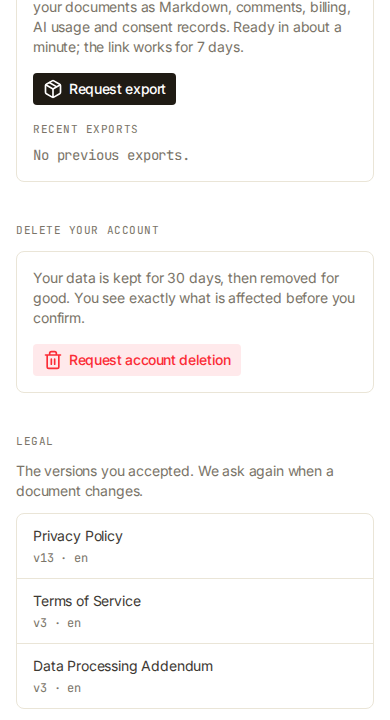 your documents as Markdown, comments, billing,
AI usage and consent records. Ready in about a
minute; the link works for 7 days.
Request export
RECENT EXPORTS
No previous exports.
DELETE YOUR ACCOUNT
Your data is kept for 30 days, then removed for
good. You see exactly what is affected before you
confirm.
Request account deletion
LEGAL
The versions you accepted. We ask again when a
document changes.
Privacy Policy
v13 · en
Terms of Service
v3 · en
Data Processing Addendum
v3 · en